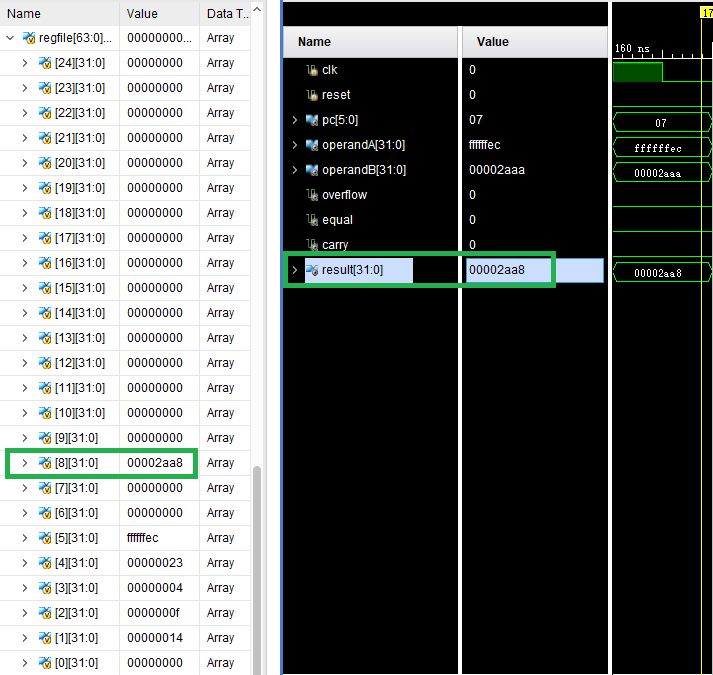 Name Value Data T...
regfile[63:0]... 00000000... Array
[24][31:0] 00000000 Array
[23][31:0] 00000000 Array
[22][31:0] 00000000 Array
[21][31:0] 00000000 Array
[20][31:0] 00000000 Array
[19][31:0] 00000000 Array
[18][31:0] 00000000 Array
[17][31:0] 00000000 Array
[16][31:0] 00000000 Array
[15][31:0] 00000000 Array
[14][31:0] 00000000 Array
[13][31:0] 00000000 Array
[12][31:0] 00000000 Array
[11][31:0] 00000000 Array
[10][31:0] 00000000 Array
[9][31:0] 00000000 Array
[8][31:0] 00002aa8 Array
[7][31:0] 00000000 Array
[6][31:0] 00000000 Array
[5][31:0] ffffffec Array
[4][31:0] 00000023 Array
[3][31:0] 00000004 Array
[2][31:0] 0000000f Array
[1][31:0] 00000014 Array
[0][31:0] 00000000 Array
Name Value
clk 0
reset 0
pc[5:0] 07
operandA[31:0] ffffffec
operandB[31:0] 00002aaa
overflow 0
equal 0
carry 0
result[31:0] 00002aa8
17
160 ns
07
ffffffec
00002aaa
00002aa8